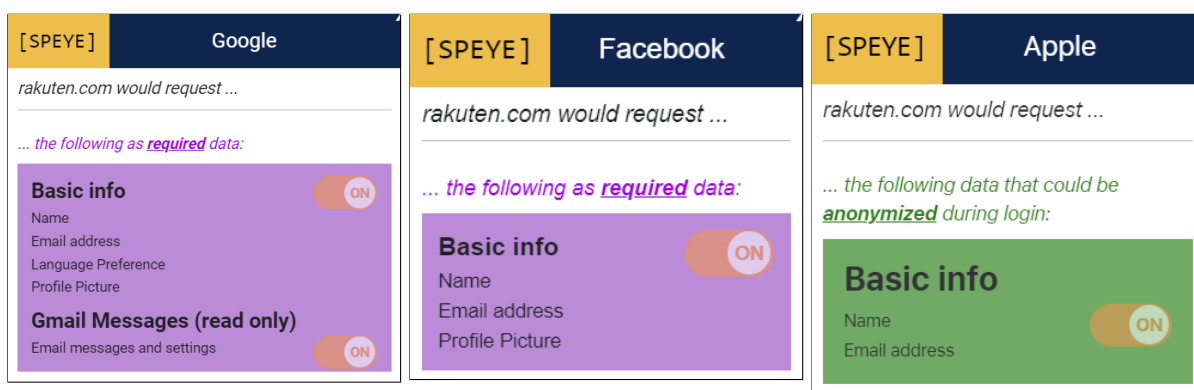 [SPEYE] Google
rakuten.com would request ...
... the following as required data:
Basic info ON
Name
Email address
Language Preference
Profile Picture
Gmail Messages (read only)
Email messages and settings ON
[SPEYE] Facebook
rakuten.com would request ...
... the following as required data:
Basic info ON
Name
Email address
Profile Picture
[SPEYE] Apple
rakuten.com would request ...
... the following data that could be
anonymized during login:
Basic info
Name ON
Email address